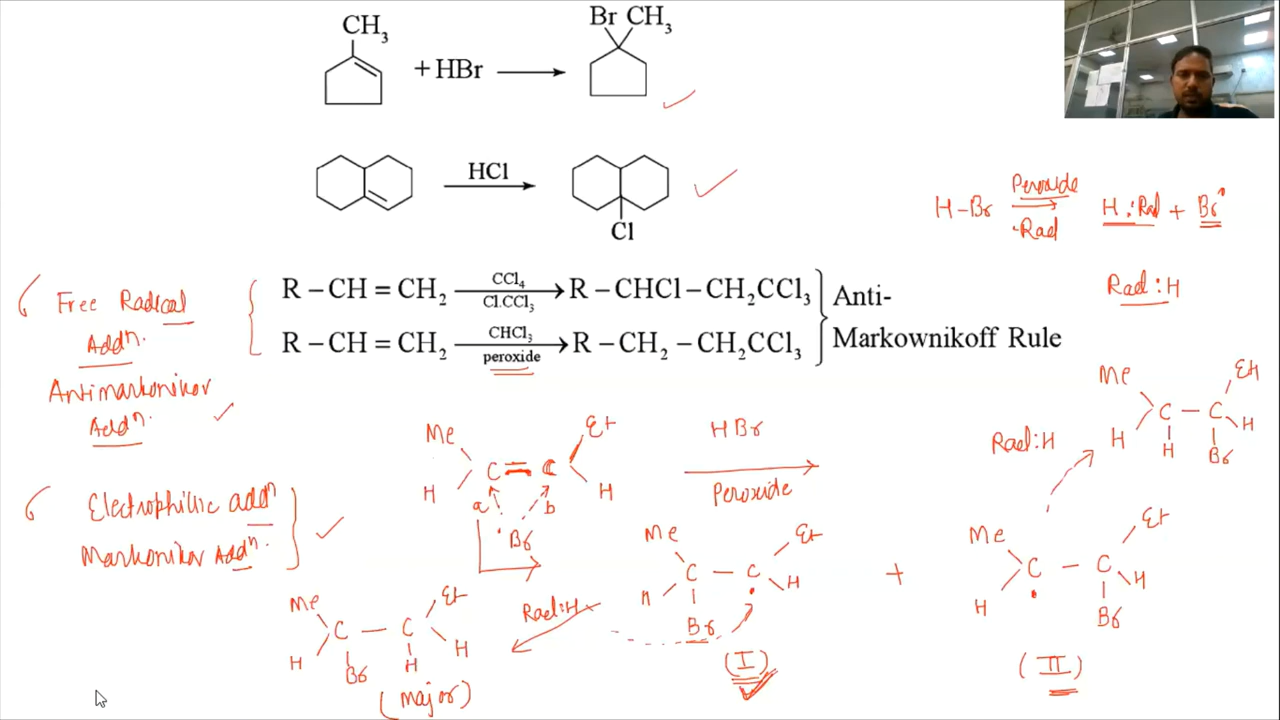 CH3
+ HBr
Br CH3
HCl
Cl
H-Br Peroxide ·Rad H:Rad + Br·
Rad:H
Free Radical
Addn.
Antimarkonikov
Addn.
R – CH = CH2 CCl4 Cl.CCl3 R – CHCl – CH2CCl3
R – CH = CH2 CHCl3 peroxide R – CH2 – CH2CCl3
Anti-
Markownikoff Rule
Electrophillic addn
Markonikov Addn.
Me Et
C = C
H H
a b
·Br
HBr
Peroxide
Me Et
C – C
H H Br H
Rad:H
Me Et
C – C
H Br H
(I)
+
Me Et
C – C
H Br H
(II)
Rad:H
Me Et
C – C
H Br H H
(major)